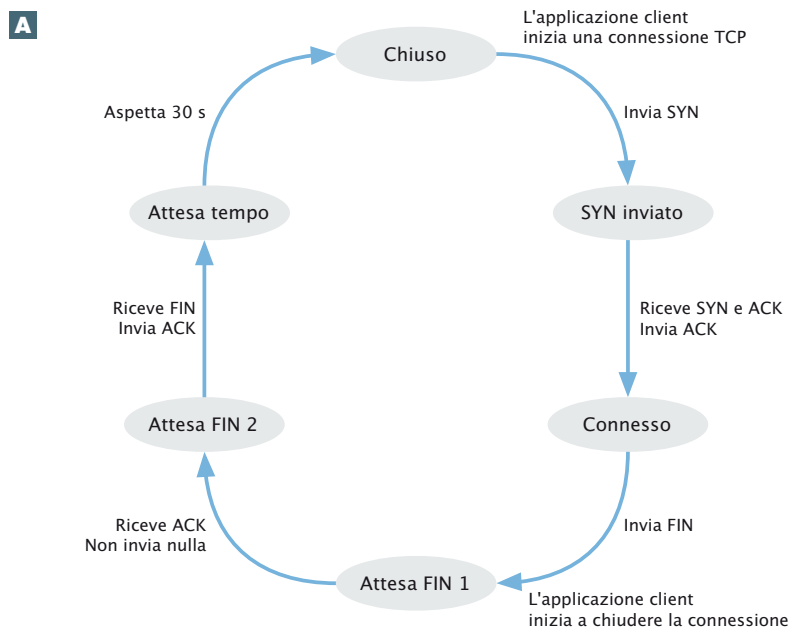 A
Chiuso
L'applicazione client
inizia una connessione TCP
Invia SYN
SYN inviato
Riceve SYN e ACK
Invia ACK
Connesso
Invia FIN
L'applicazione client
inizia a chiudere la connessione
Attesa FIN 1
Riceve ACK
Non invia nulla
Attesa FIN 2
Riceve FIN
Invia ACK
Attesa tempo
Aspetta 30 s